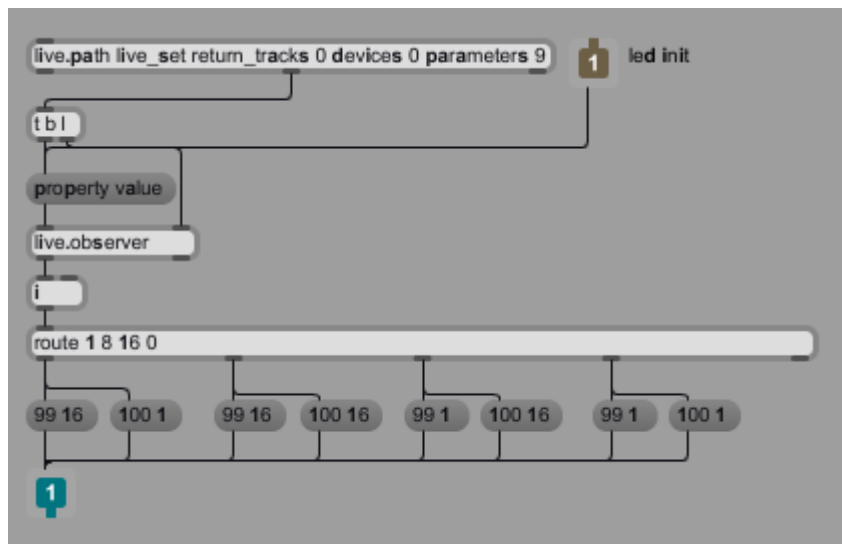 live.path live_set return_tracks 0 devices 0 parameters 9
1
led init
t b l
property value
live.observer
i
route 1 8 16 0
99 16
100 1
99 16
100 16
99 1
100 16
99 1
100 1
1